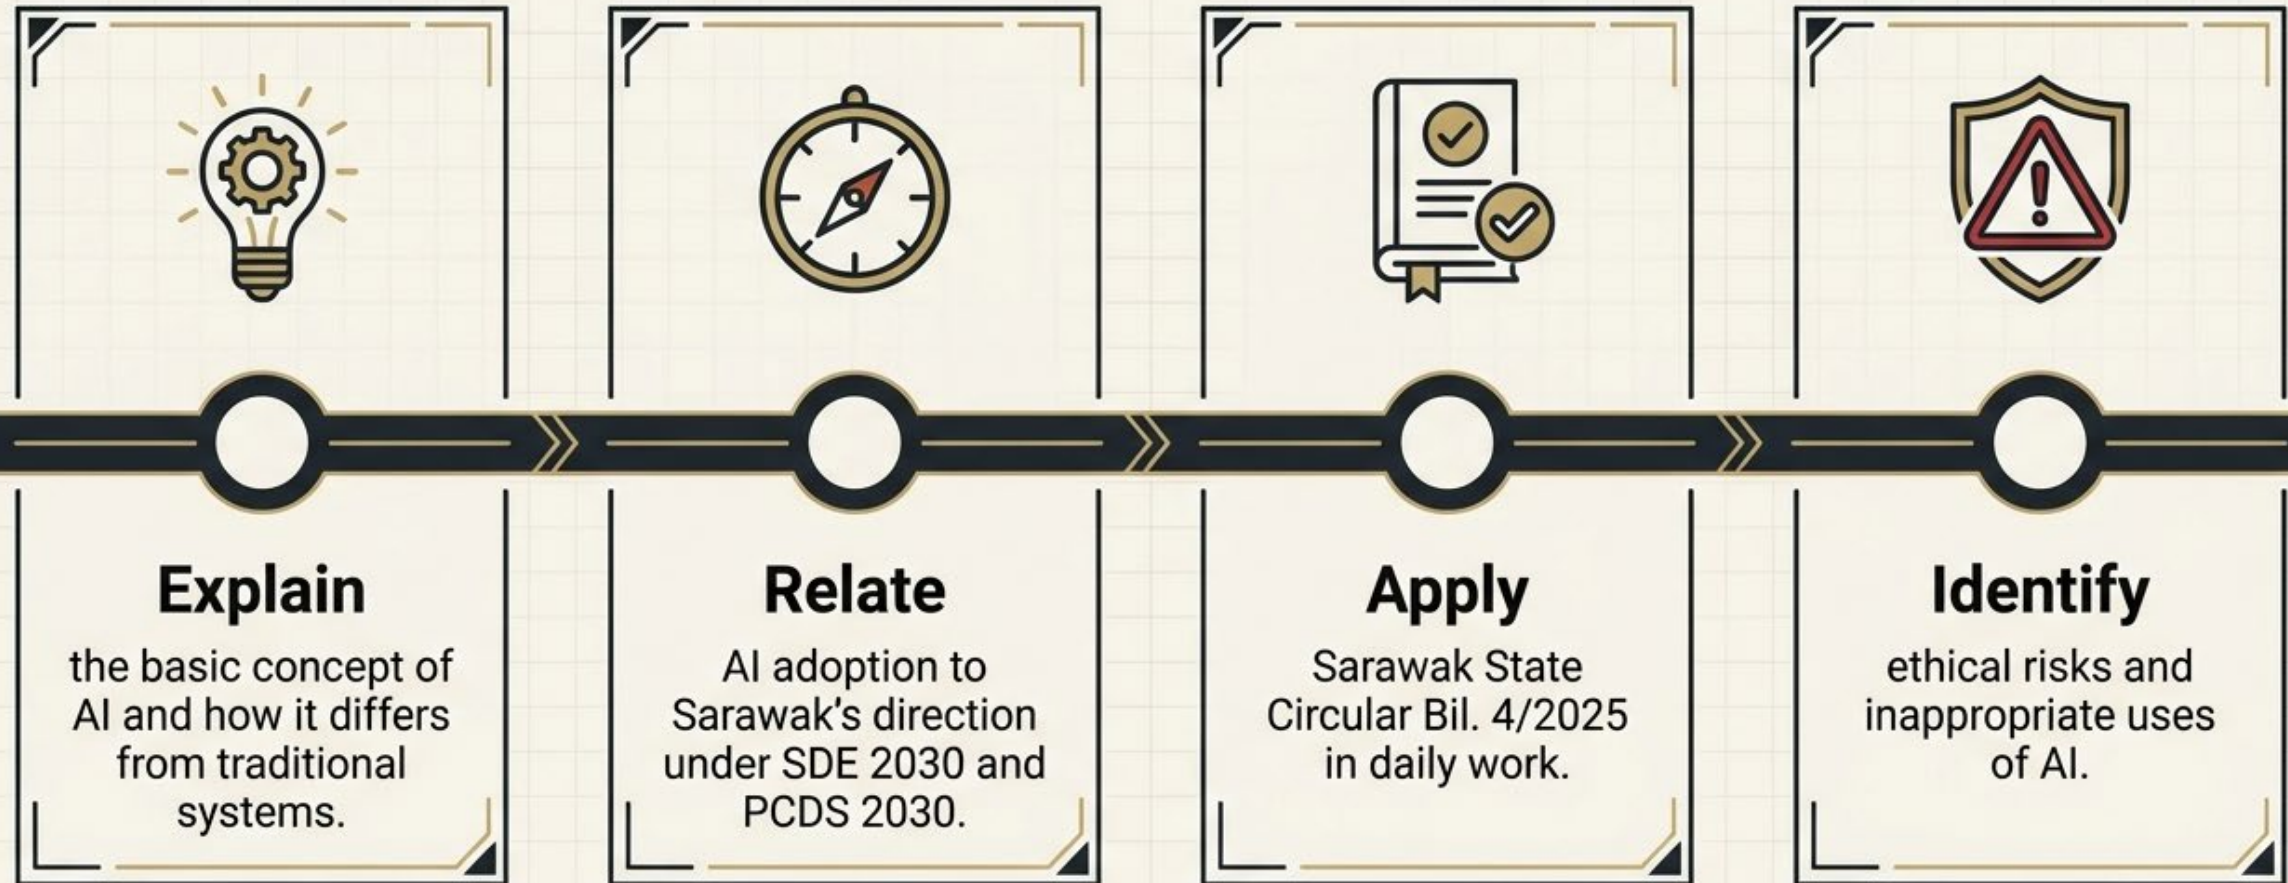 Explain
the basic concept of
AI and how it differs
from traditional
systems.
Relate
AI adoption to
Sarawak's direction
under SDE 2030 and
PCDS 2030.
Apply
Sarawak State
Circular Bil. 4/2025
in daily work.
Identify
ethical risks and
inappropriate uses
of AI.